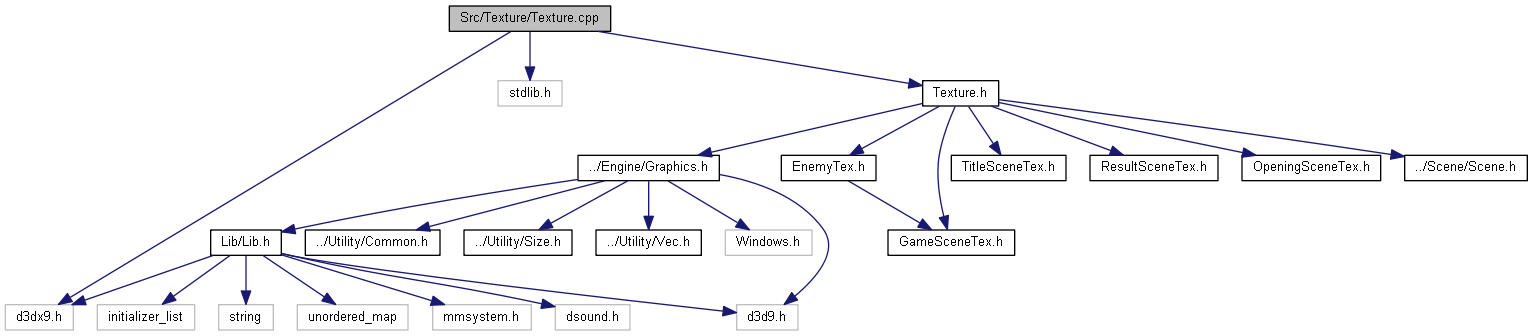 Src/Texture/Texture.cpp
stdlib.h
Texture.h
../Engine/Graphics.h
EnemyTex.h
TitleSceneTex.h
ResultSceneTex.h
OpeningSceneTex.h
../Scene/Scene.h
Lib/Lib.h
../Utility/Common.h
../Utility/Size.h
../Utility/Vec.h
Windows.h
GameSceneTex.h
d3dx9.h
initializer_list
string
unordered_map
mmsystem.h
dsound.h
d3d9.h